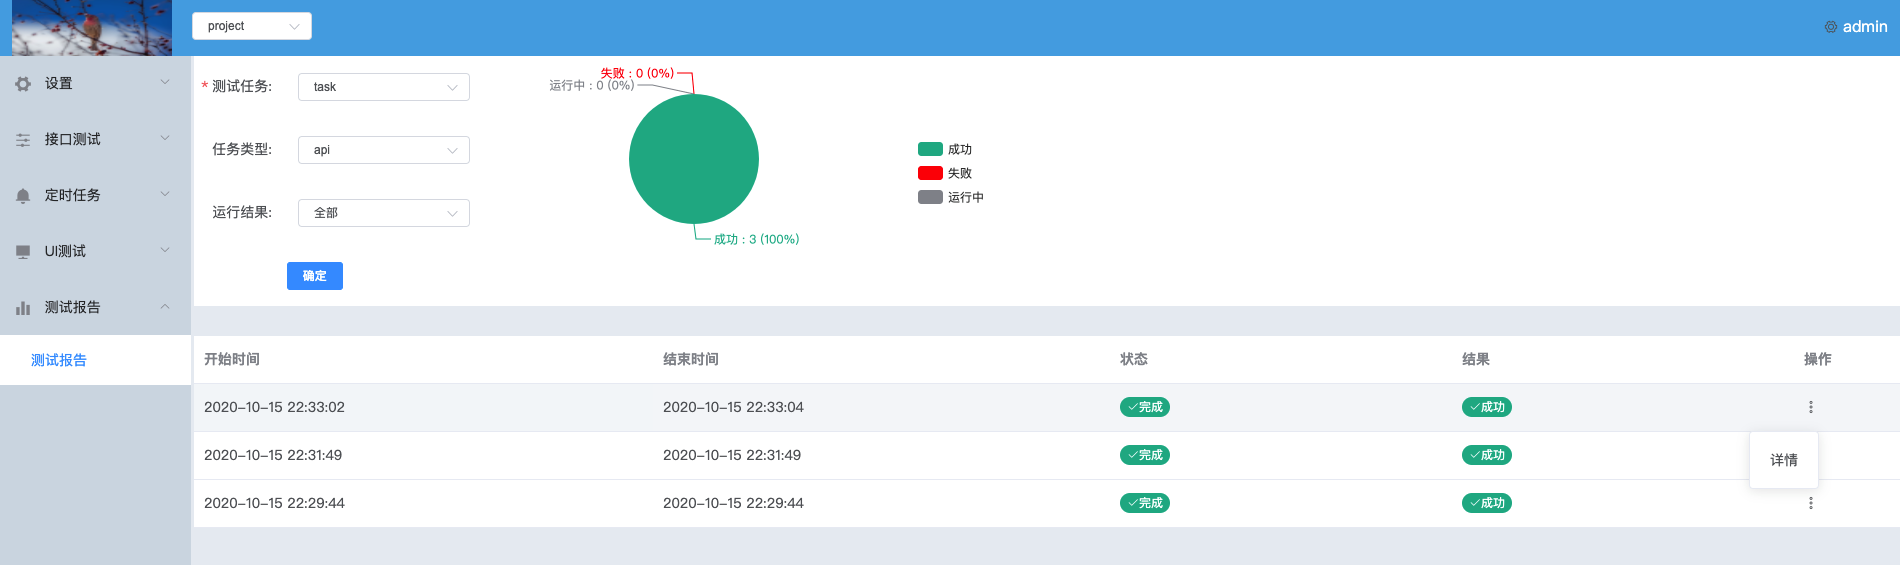 project
admin
设置
接口测试
定时任务
UI测试
测试报告
测试报告
* 测试任务: task
任务类型: api
运行结果: 全部
确定
失败 : 0 (0%)
运行中 : 0 (0%)
成功 : 3 (100%)
成功
失败
运行中
开始时间 结束时间 状态 结果 操作
2020-10-15 22:33:02 2020-10-15 22:33:04 完成 成功
2020-10-15 22:31:49 2020-10-15 22:31:49 完成 成功
详情
2020-10-15 22:29:44 2020-10-15 22:29:44 完成 成功